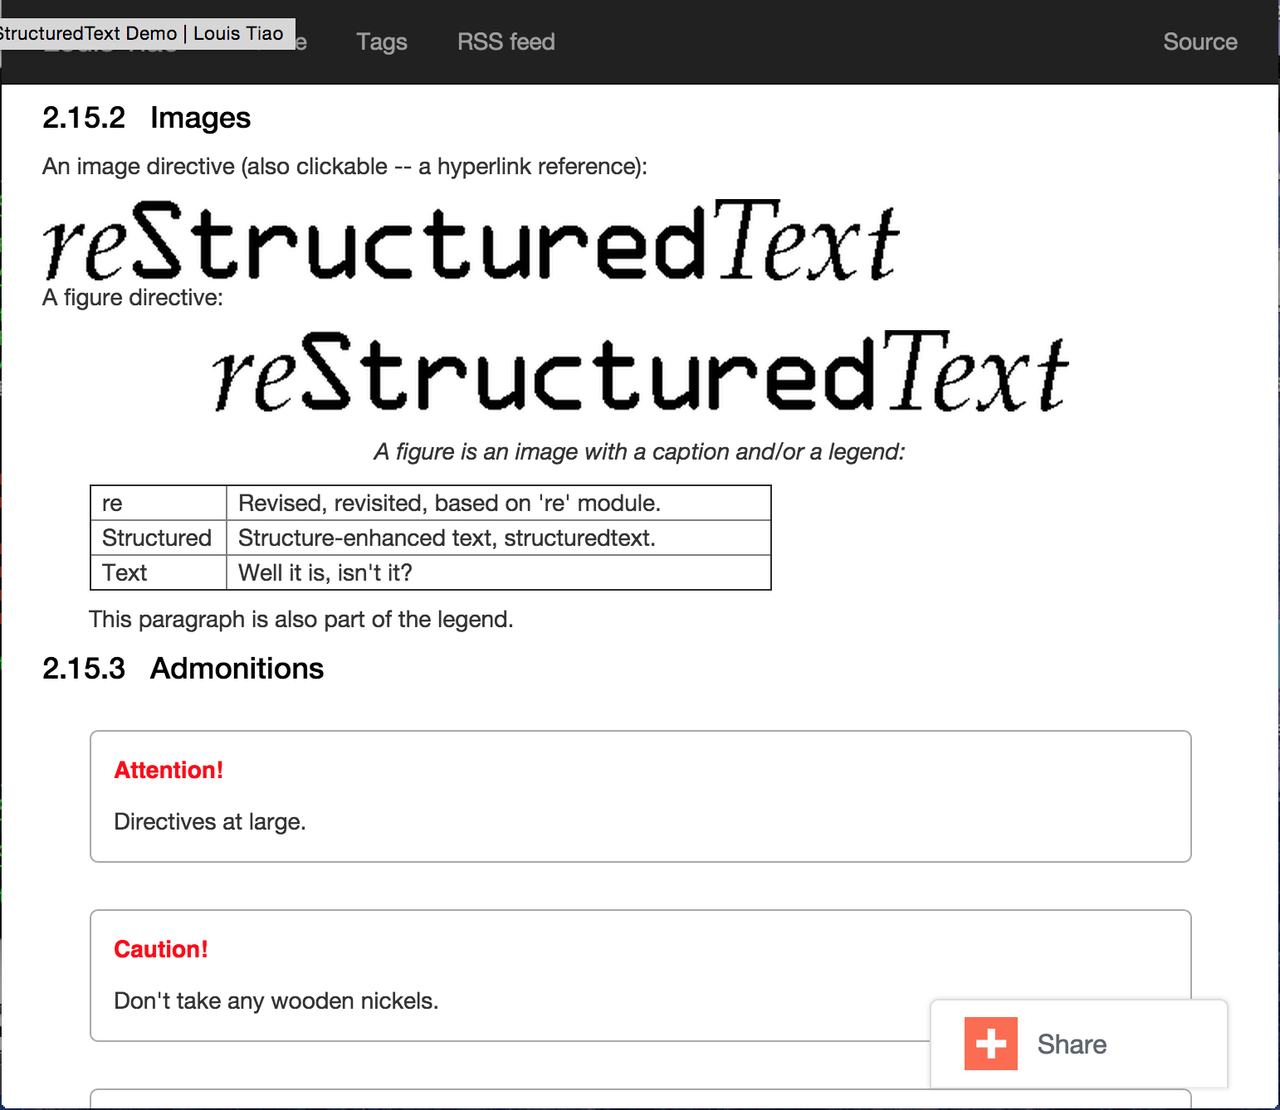 StructuredText Demo | Louis Tiao
Tags
RSS feed
Source
2.15.2 Images
An image directive (also clickable -- a hyperlink reference):
reStructuredText
A figure directive:
reStructuredText
A figure is an image with a caption and/or a legend:
re Revised, revisited, based on 're' module.
Structured Structure-enhanced text, structuredtext.
Text Well it is, isn't it?
This paragraph is also part of the legend.
2.15.3 Admonitions
Attention!
Directives at large.
Caution!
Don't take any wooden nickels.
Share